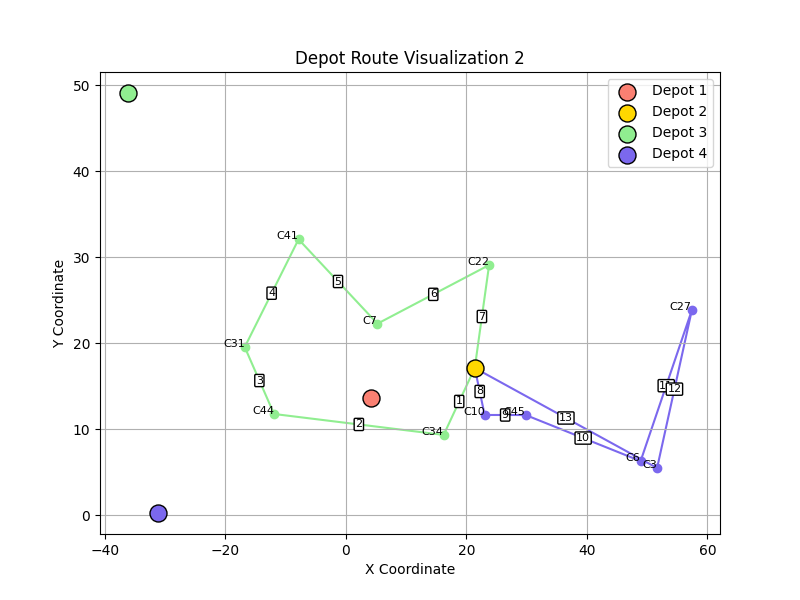 Depot Route Visualization 2
Depot 1
Depot 2
Depot 3
Depot 4
50
40
30
20
10
0
Y Coordinate
C41
C22
C7
C31
C44
C34
C10
C45
C6
C3
C27
1
2
3
4
5
6
7
8
9
10
12
13
−40
−20
0
20
40
60
X Coordinate